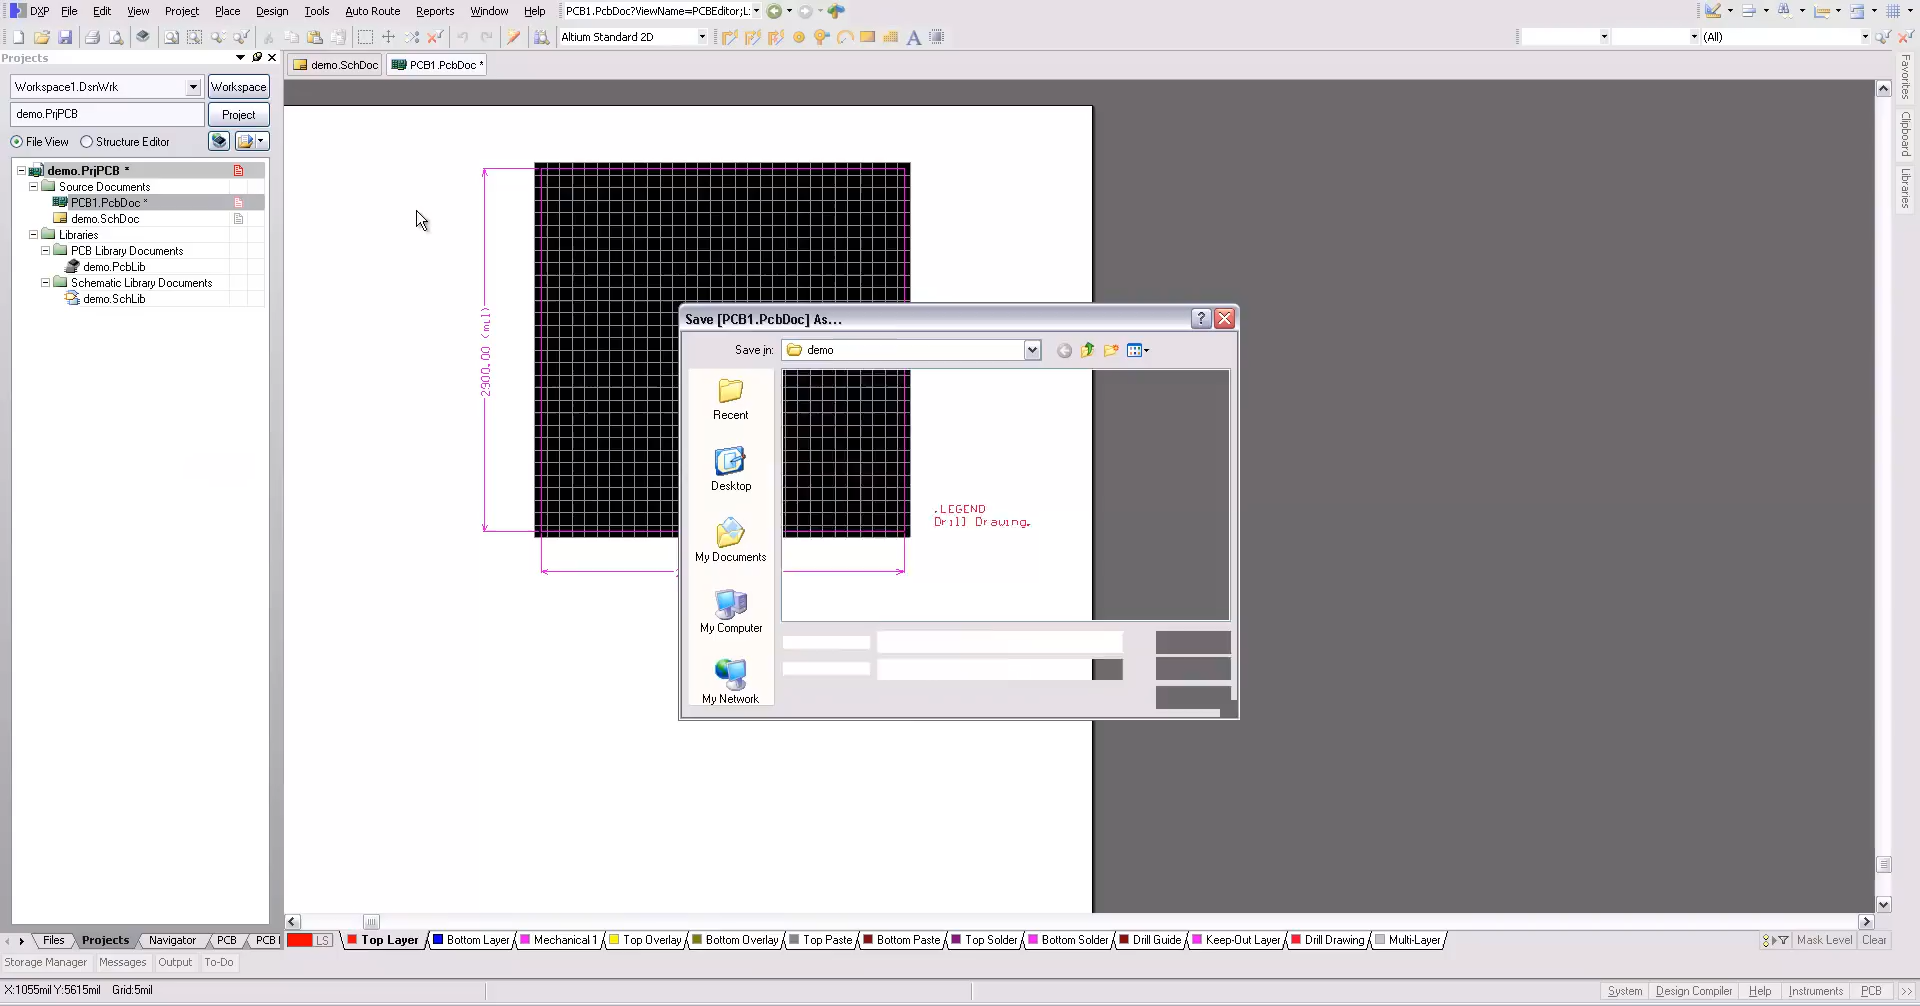 DXP File Edit View Project Place Design Tools Auto Route Reports Window Help PCB1.PcbDoc?ViewName=PCBEditor;L:
Altium Standard 2D (All)
Projects
demo.SchDoc PCB1.PcbDoc *
Workspace1.DsnWrk Workspace
demo.PrjPCB Project
File View Structure Editor
demo.PrjPCB *
Source Documents
PCB1.PcbDoc *
demo.SchDoc
Libraries
PCB Library Documents
demo.PcbLib
Schematic Library Documents
demo.SchLib
Favorites
Clipboard
Libraries
2900.00 (mil)
Save [PCB1.PcbDoc] As...
Save in: demo
Recent
Desktop
My Documents
My Computer
My Network
.LEGEND
Drill Drawing.
Files Projects Navigator PCB PCB LS Top Layer Bottom Layer Mechanical 1 Top Overlay Bottom Overlay Top Paste Bottom Paste Top Solder Bottom Solder Drill Guide Keep-Out Layer Drill Drawing Multi-Layer Mask Level Clear
Storage Manager Messages Output To-Do
X:1055mil Y:5615mil Grid:5mil System Design Compiler Help Instruments PCB >>